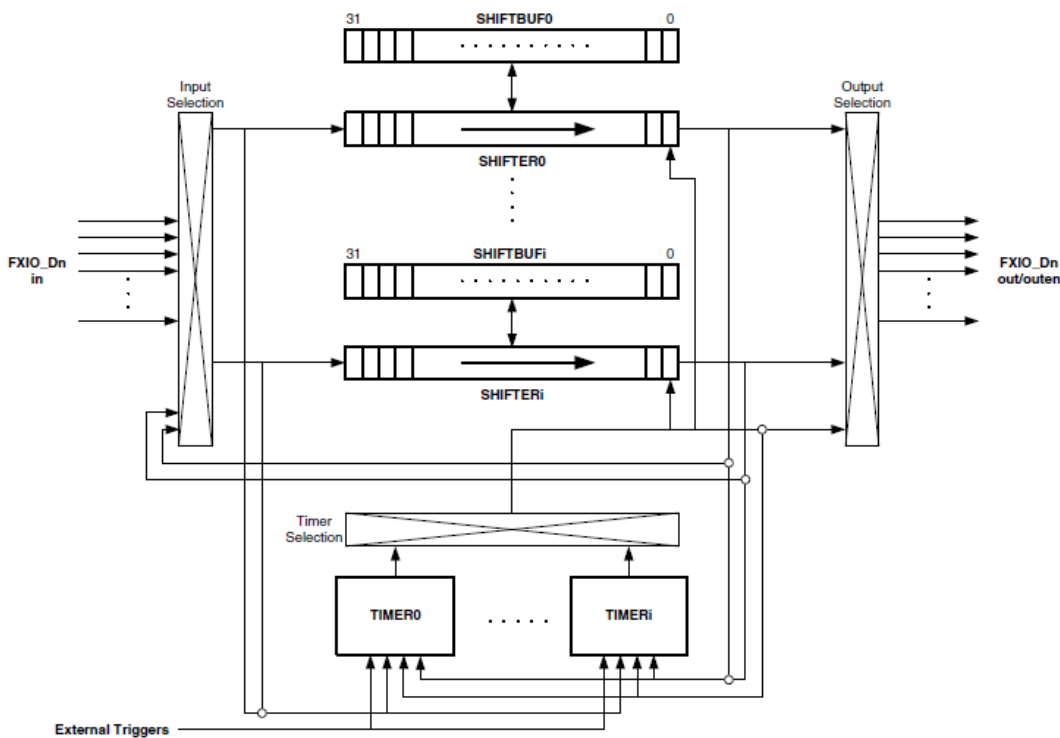 31 SHIFTBUF0 0
Input
Selection
Output
Selection
SHIFTER0
31 SHIFTBUFi 0
FXIO_Dn
in
FXIO_Dn
out/outen
SHIFTERi
Timer
Selection
TIMER0
TIMERi
External Triggers